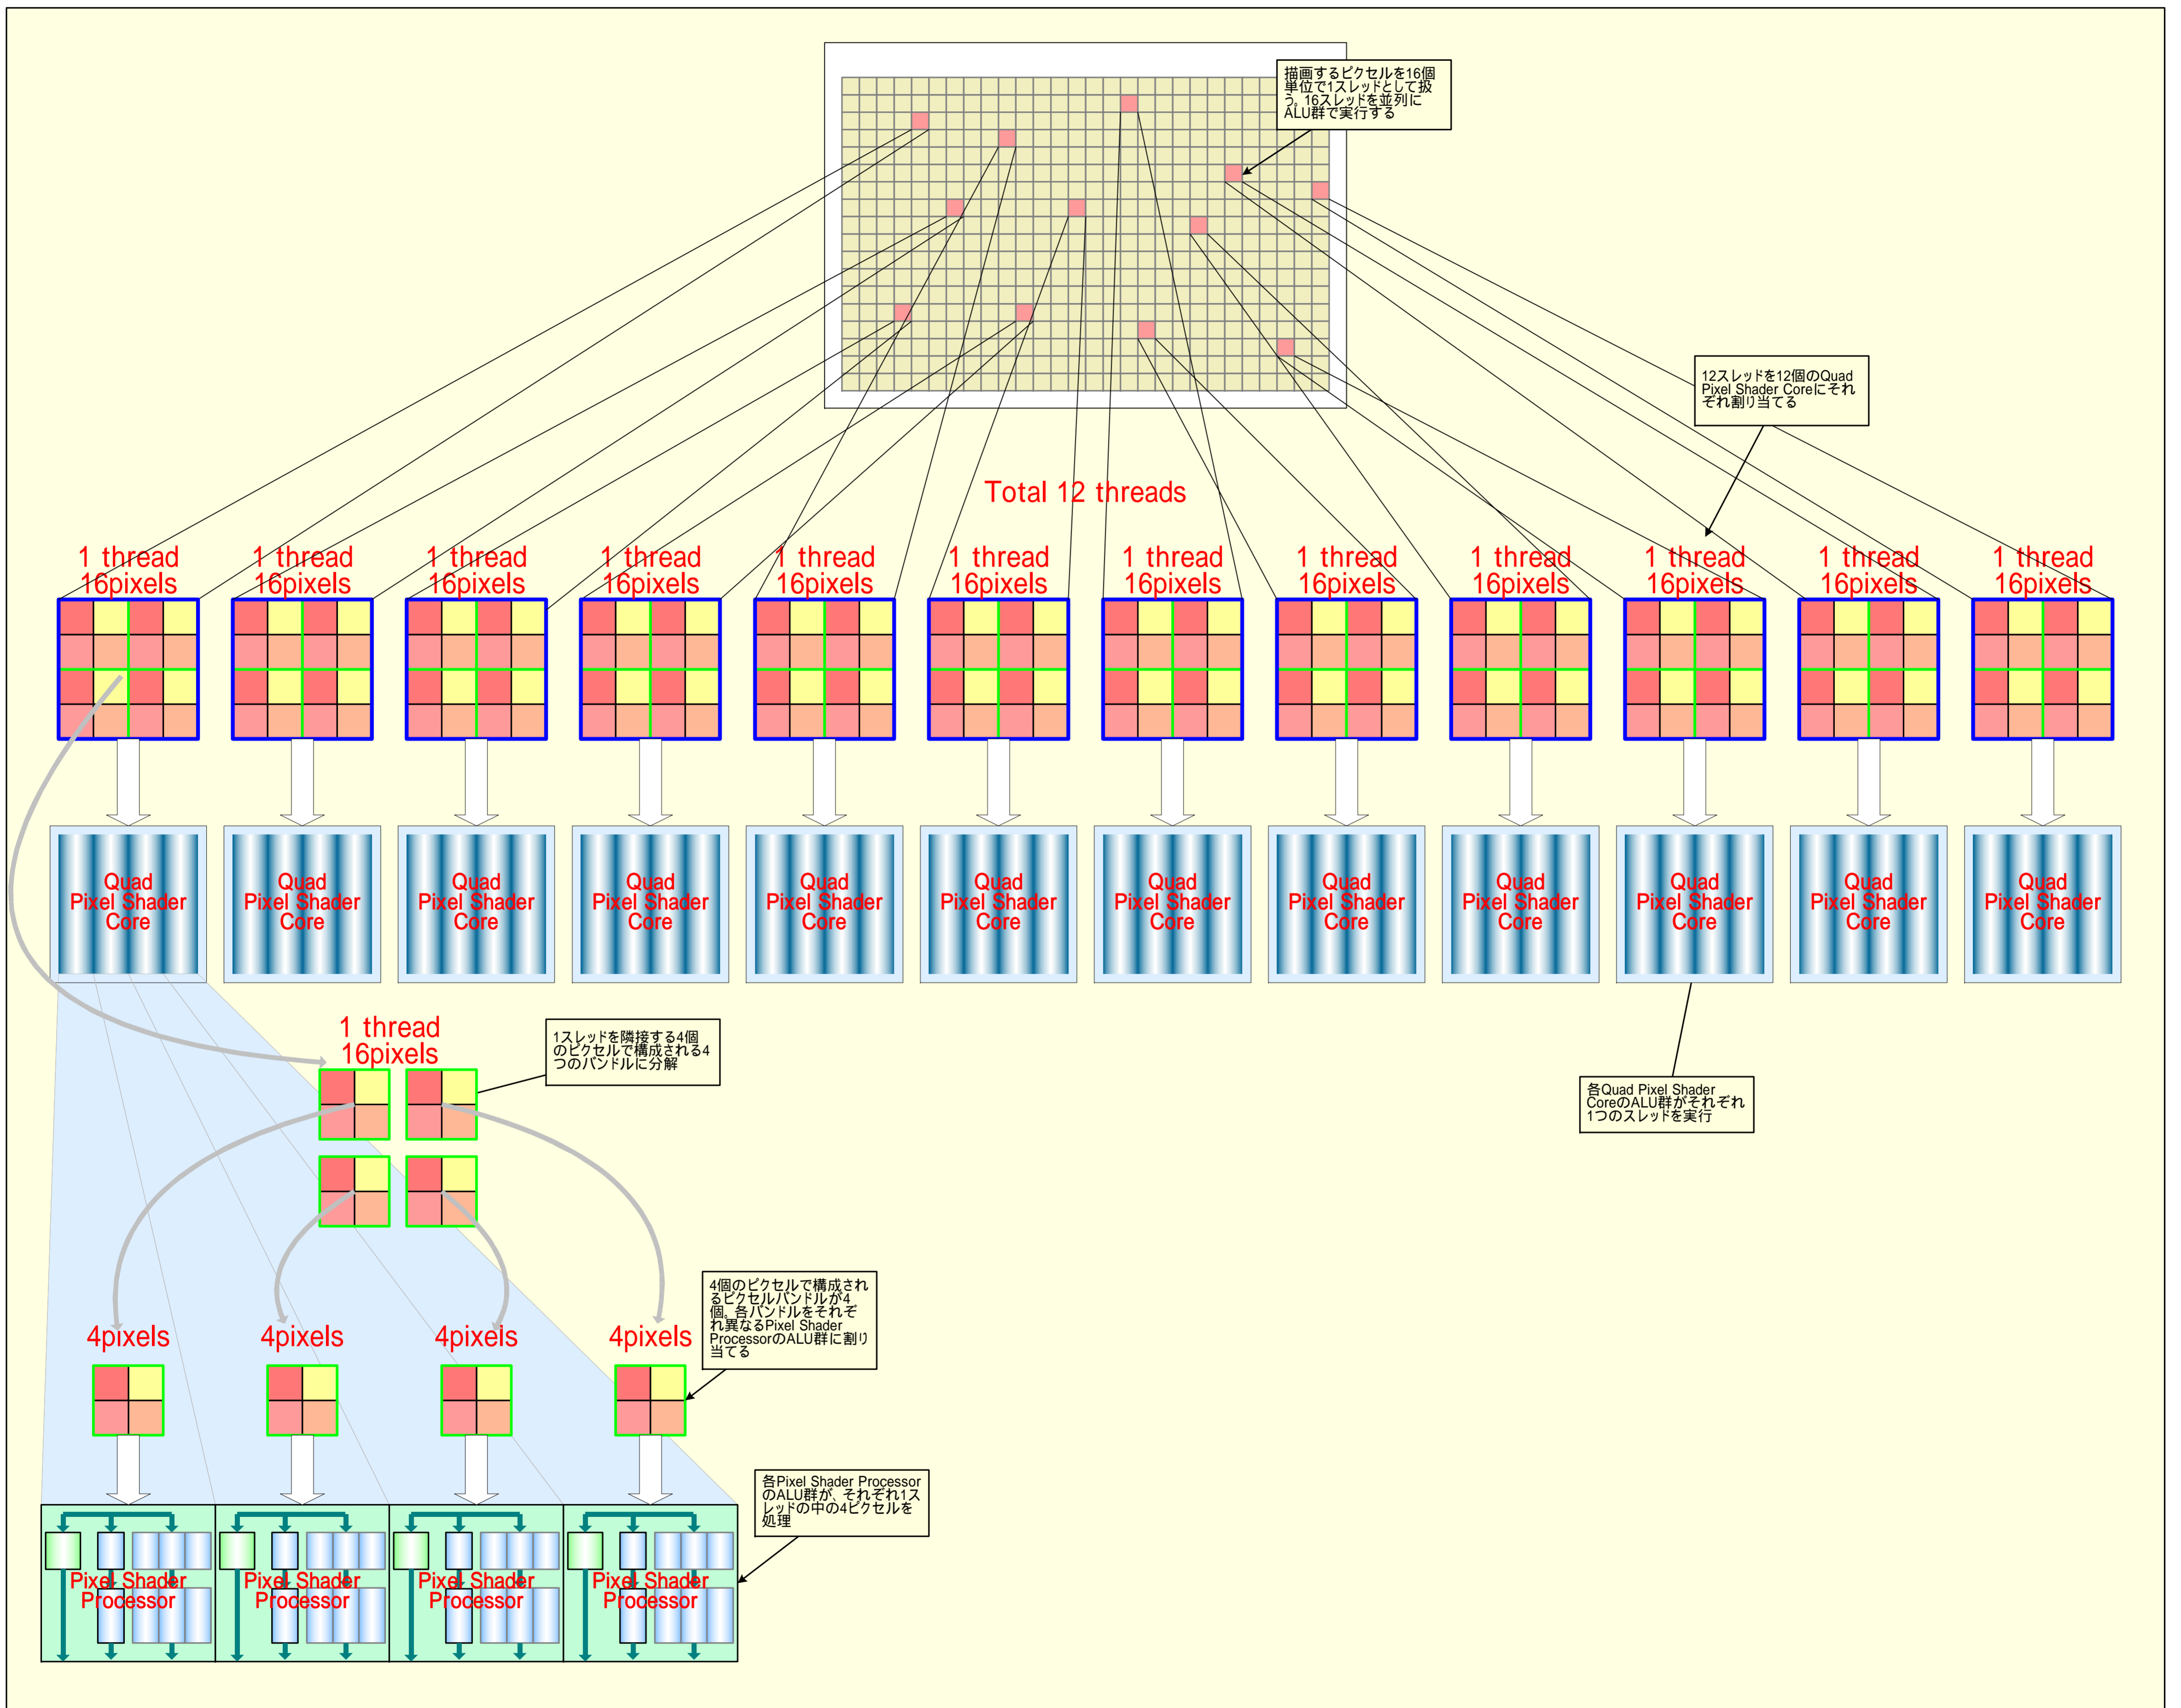 描画するピクセルを16個
単位で1スレッドとして扱
う。16スレッドを並列に
ALU群で実行する
12スレッドを12個のQuad
Pixel Shader Coreにそれ
ぞれ割り当てる
Total 12 threads
1 thread
16pixels
1 thread
16pixels
1 thread
16pixels
1 thread
16pixels
1 thread
16pixels
1 thread
16pixels
1 thread
16pixels
1 thread
16pixels
1 thread
16pixels
1 thread
16pixels
1 thread
16pixels
1 thread
16pixels
Quad
Pixel Shader
Core
Quad
Pixel Shader
Core
Quad
Pixel Shader
Core
Quad
Pixel Shader
Core
Quad
Pixel Shader
Core
Quad
Pixel Shader
Core
Quad
Pixel Shader
Core
Quad
Pixel Shader
Core
Quad
Pixel Shader
Core
Quad
Pixel Shader
Core
Quad
Pixel Shader
Core
Quad
Pixel Shader
Core
1 thread
16pixels
1スレッドを隣接する4個
のピクセルで構成される4
つのバンドルに分解
各Quad Pixel Shader
CoreのALU群がそれぞれ
1つのスレッドを実行
4個のピクセルで構成され
るピクセルバンドルが4
個。各バンドルをそれぞ
れ異なるPixel Shader
ProcessorのALU群に割り
当てる
4pixels
4pixels
4pixels
4pixels
各Pixel Shader Processor
のALU群が、それぞれ1ス
レッドの中の4ピクセルを
処理
Pixel Shader
Processor
Pixel Shader
Processor
Pixel Shader
Processor
Pixel Shader
Processor